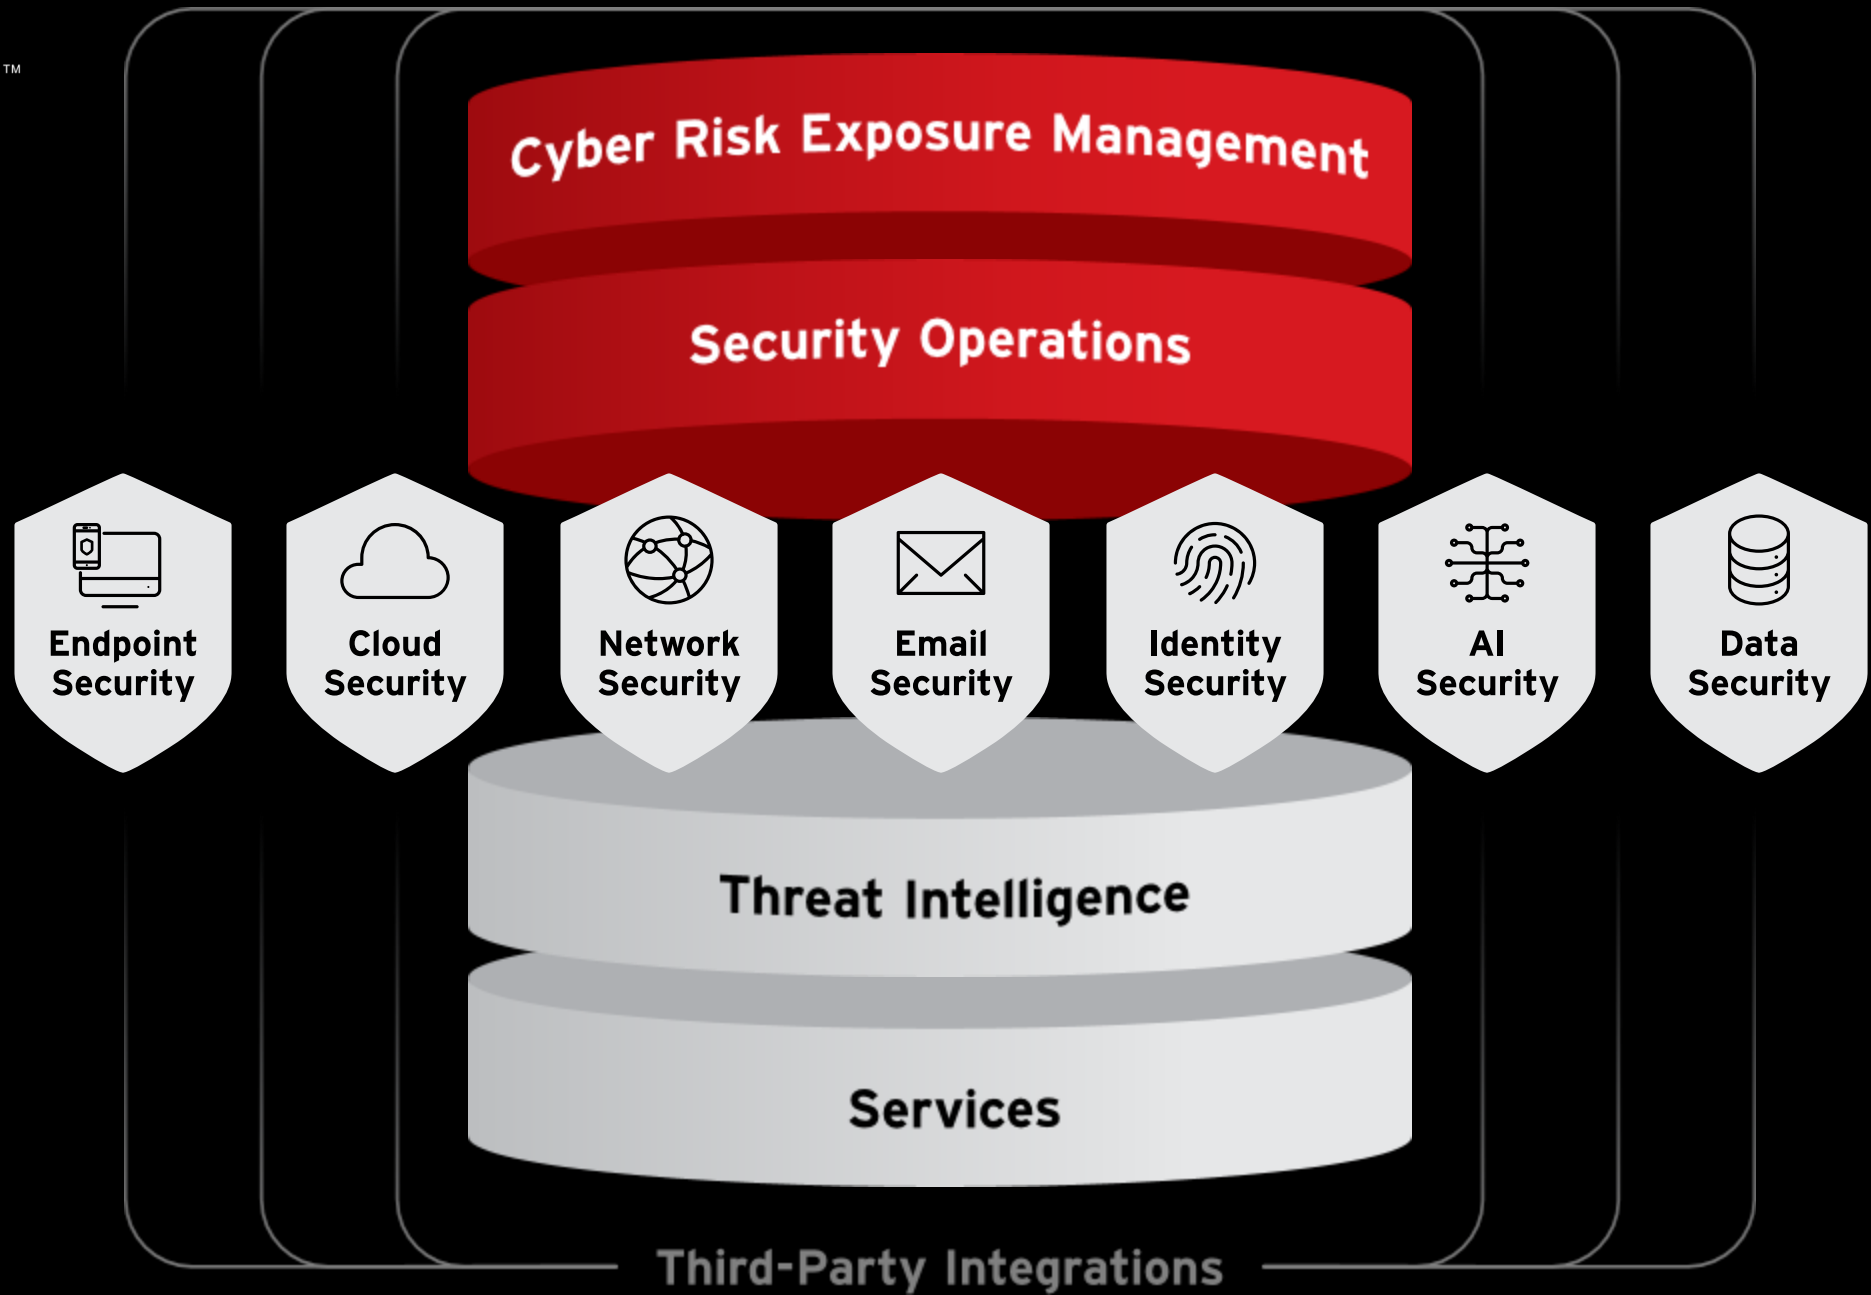 TM
Cyber Risk Exposure Management
Security Operations
Endpoint
Security
Cloud
Security
Network
Security
Email
Security
Identity
Security
AI
Security
Data
Security
Threat Intelligence
Services
Third-Party Integrations